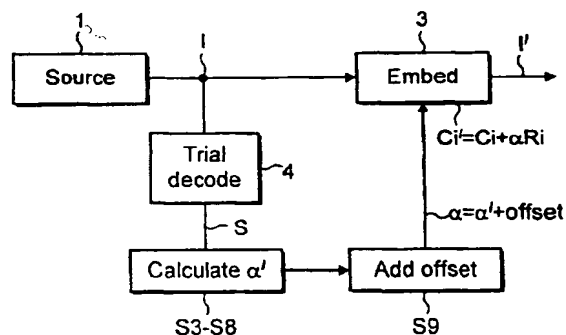 1
I
3
I'
Source
Embed
Ci'=Ci+αRi
Trial
decode
4
S
α=α'+offset
Calculate α'
Add offset
S3-S8
S9